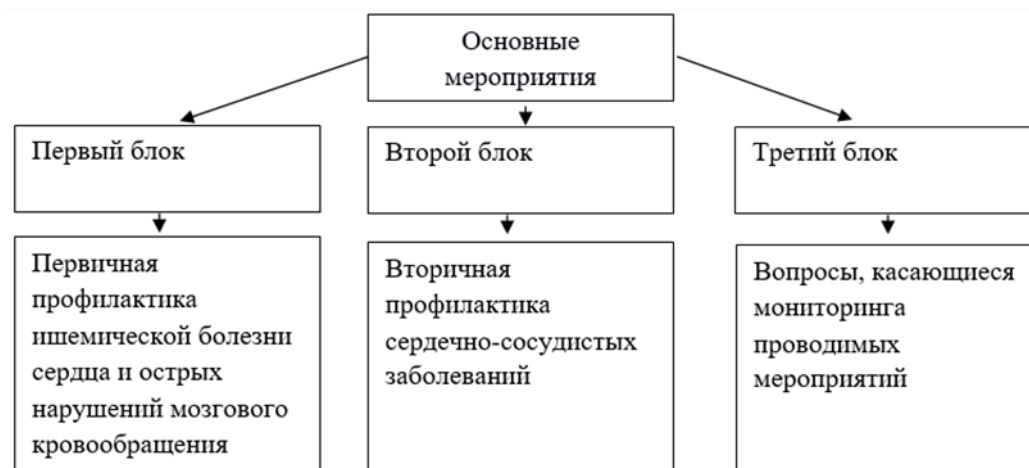 Основные
мероприятия
Первый блок
Второй блок
Третий блок
Первичная
профилактика
ишемической болезни
сердца и острых
нарушений мозгового
кровообращения
Вторичная
профилактика
сердечно-сосудистых
заболеваний
Вопросы, касающиеся
мониторинга
проводимых
мероприятий